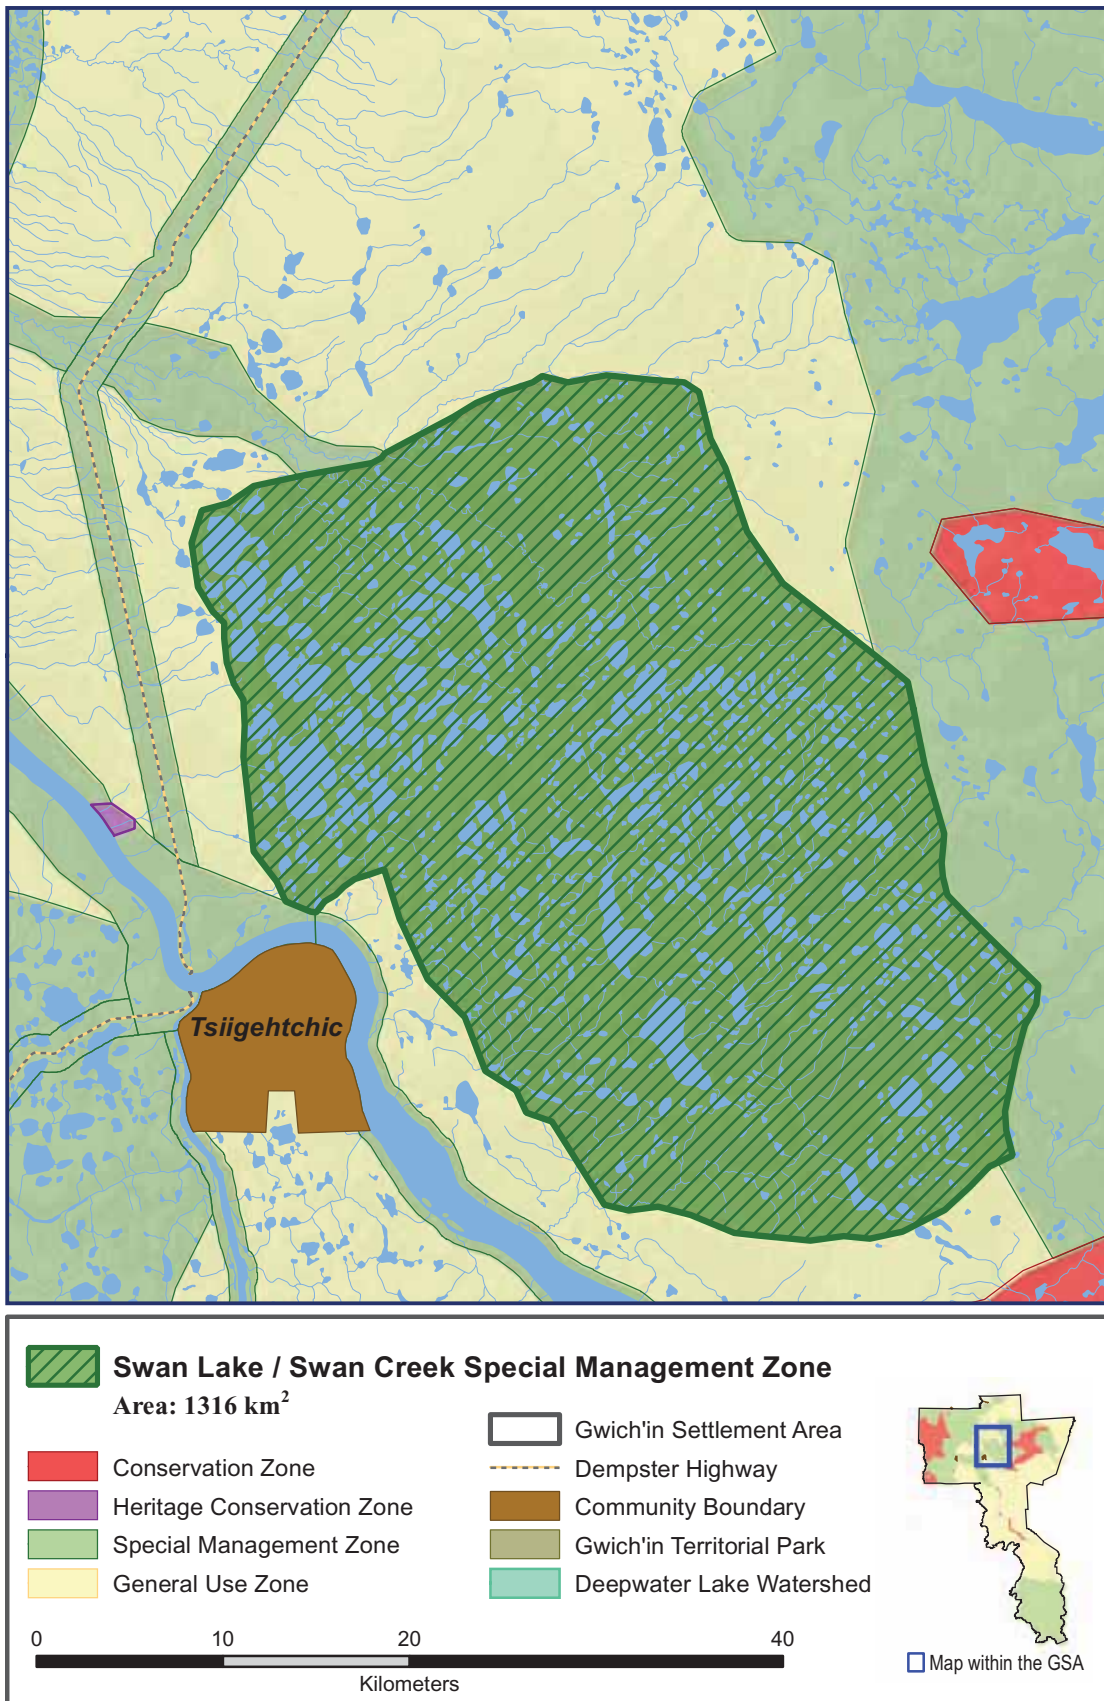 Tsiigehtchic
Swan Lake / Swan Creek Special Management Zone
Area: 1316 km²
Conservation Zone
Heritage Conservation Zone
Special Management Zone
General Use Zone
Gwich'in Settlement Area
Dempster Highway
Community Boundary
Gwich'in Territorial Park
Deepwater Lake Watershed
0 10 20 40
Kilometers
Map within the GSA